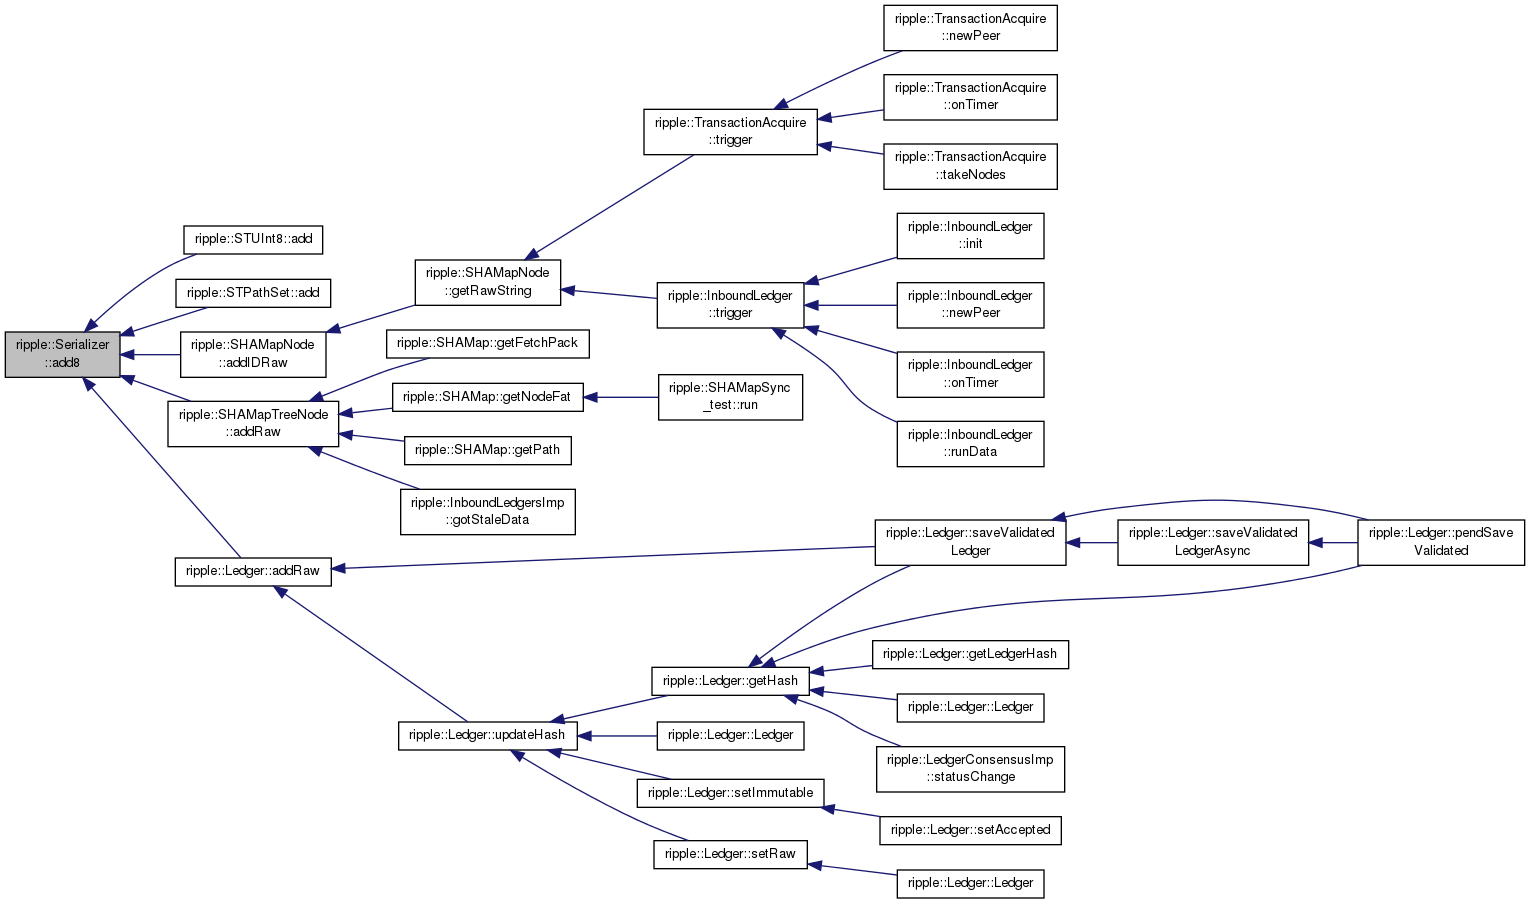 ripple::TransactionAcquire
::newPeer
ripple::TransactionAcquire
::onTimer
ripple::TransactionAcquire
::trigger
ripple::TransactionAcquire
::takeNodes
ripple::STUInt8::add
ripple::InboundLedger
::init
ripple::SHAMapNode
::getRawString
ripple::STPathSet::add
ripple::InboundLedger
::trigger
ripple::InboundLedger
::newPeer
ripple::Serializer
::add8
ripple::SHAMapNode
::addIDRaw
ripple::SHAMap::getFetchPack
ripple::InboundLedger
::onTimer
ripple::SHAMap::getNodeFat
ripple::SHAMapSync
_test::run
ripple::SHAMapTreeNode
::addRaw
ripple::SHAMap::getPath
ripple::InboundLedger
::runData
ripple::InboundLedgersImp
::gotStaleData
ripple::Ledger::saveValidated
Ledger
ripple::Ledger::saveValidated
LedgerAsync
ripple::Ledger::pendSave
Validated
ripple::Ledger::addRaw
ripple::Ledger::getLedgerHash
ripple::Ledger::getHash
ripple::Ledger::Ledger
ripple::Ledger::updateHash
ripple::Ledger::Ledger
ripple::LedgerConsensusImp
::statusChange
ripple::Ledger::setImmutable
ripple::Ledger::setAccepted
ripple::Ledger::setRaw
ripple::Ledger::Ledger